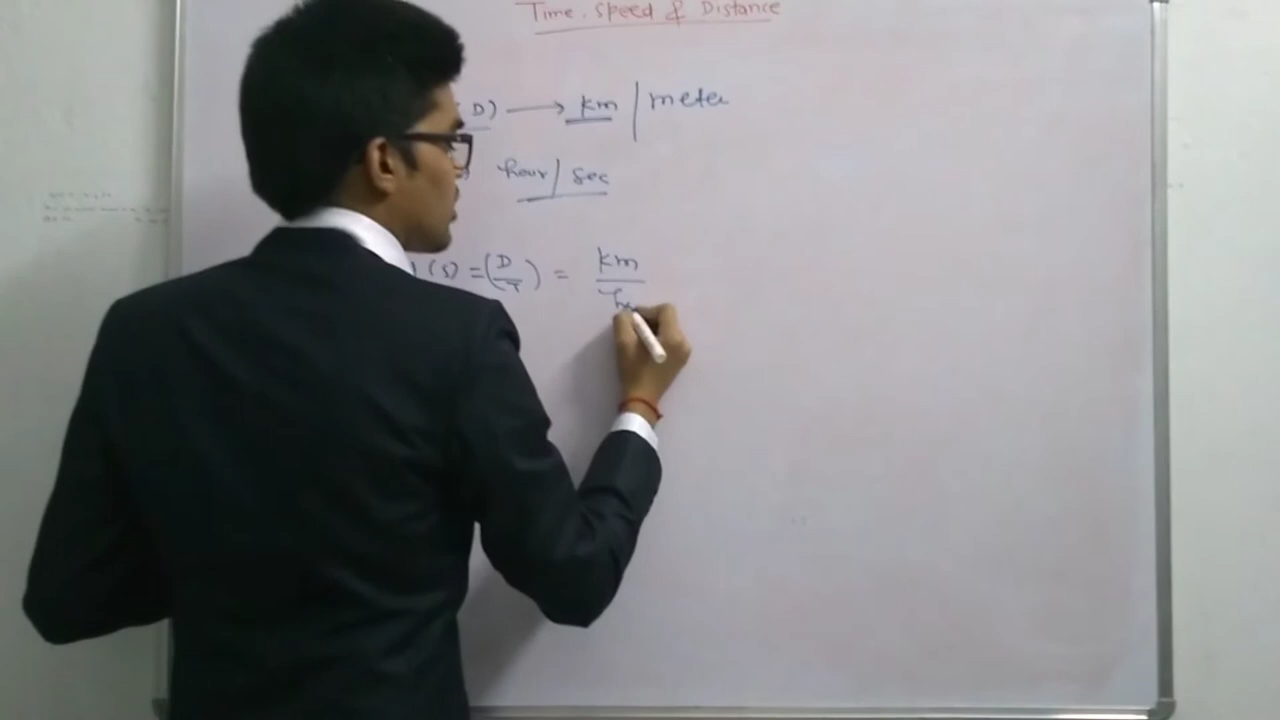 Time, Speed & Distance
D) → km | meter
hour/ sec
(S) = (D/T) = km/